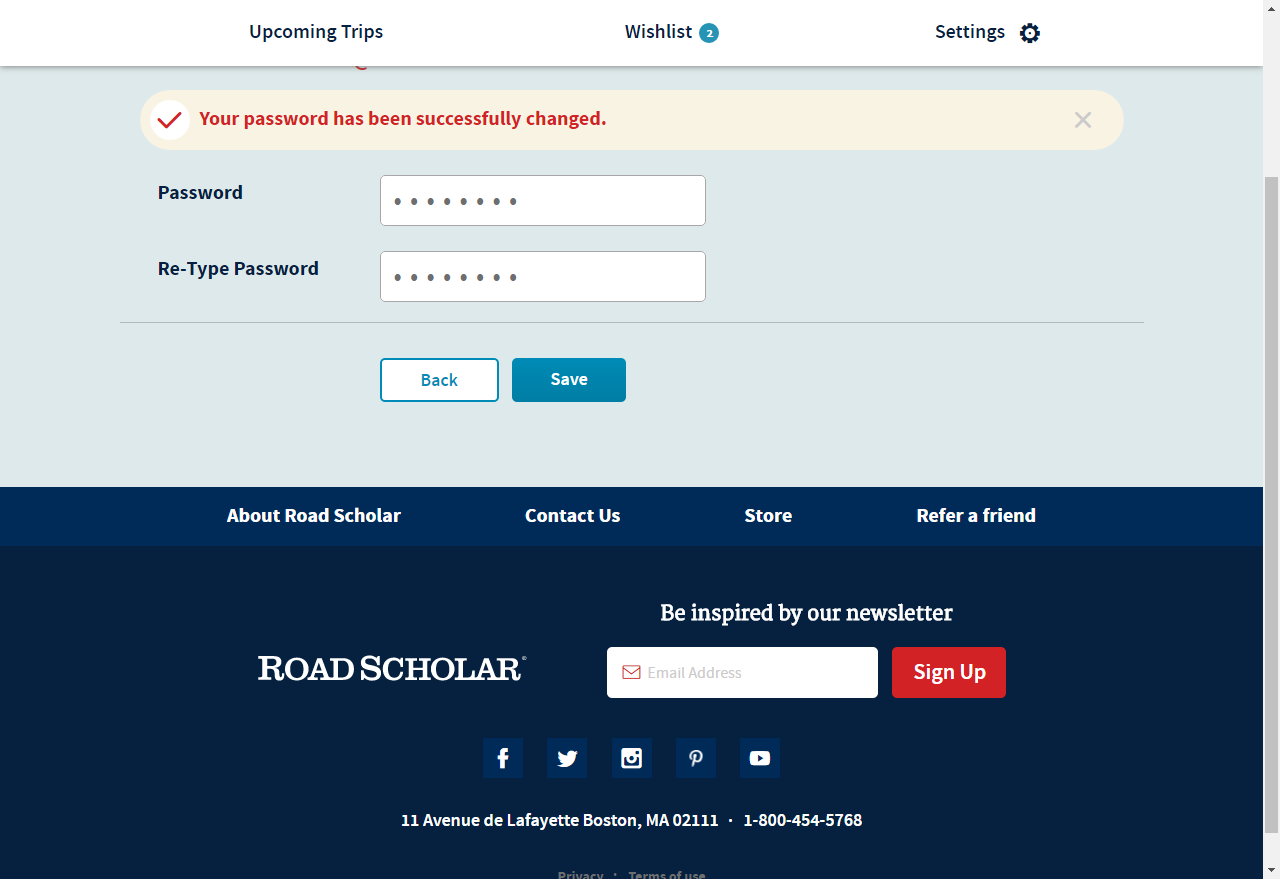 Upcoming Trips
Wishlist 2
Settings
Your password has been successfully changed.
Password
Re-Type Password
Back
Save
About Road Scholar
Contact Us
Store
Refer a friend
Be inspired by our newsletter
ROAD SCHOLAR®
Email Address
Sign Up
11 Avenue de Lafayette Boston, MA 02111 · 1-800-454-5768
Privacy · Terms of use